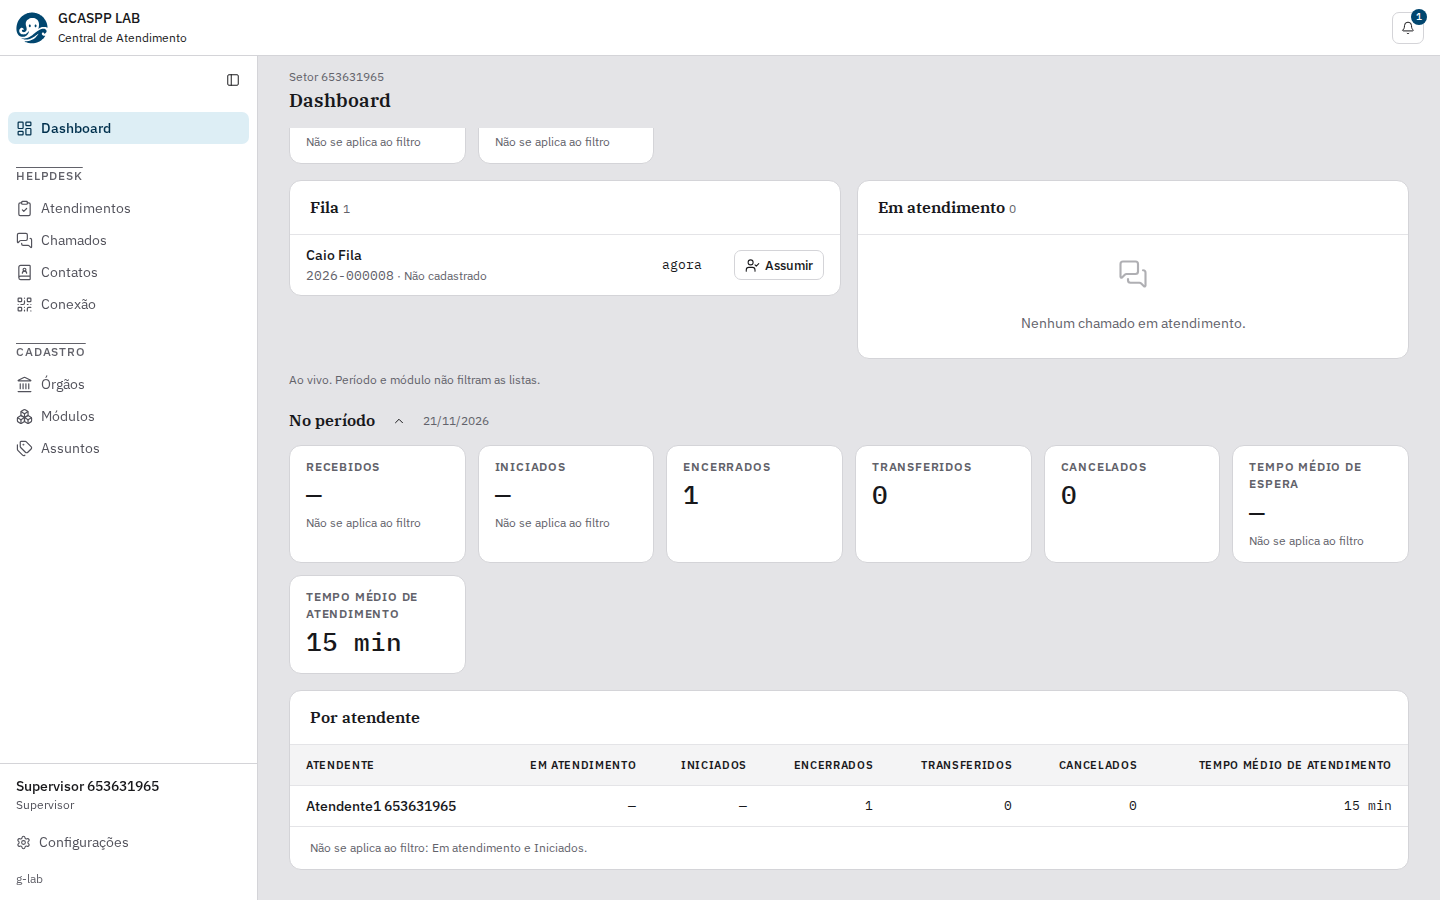 GCASPP LAB
Central de Atendimento
1
Dashboard
HELPDESK
Atendimentos
Chamados
Contatos
Conexão
CADASTRO
Órgãos
Módulos
Assuntos
Supervisor 653631965
Supervisor
Configurações
g-lab
Setor 653631965
Dashboard
Não se aplica ao filtro
Não se aplica ao filtro
Fila 1
Caio Fila
2026-000008 · Não cadastrado
agora
Assumir
Em atendimento 0
Nenhum chamado em atendimento.
Ao vivo. Período e módulo não filtram as listas.
No período 21/11/2026
RECEBIDOS
—
Não se aplica ao filtro
INICIADOS
—
Não se aplica ao filtro
ENCERRADOS
1
TRANSFERIDOS
0
CANCELADOS
0
TEMPO MÉDIO DE
ESPERA
—
Não se aplica ao filtro
TEMPO MÉDIO DE
ATENDIMENTO
15 min
Por atendente
ATENDENTE EM ATENDIMENTO INICIADOS ENCERRADOS TRANSFERIDOS CANCELADOS TEMPO MÉDIO DE ATENDIMENTO
Atendente1 653631965 — — 1 0 0 15 min
Não se aplica ao filtro: Em atendimento e Iniciados.